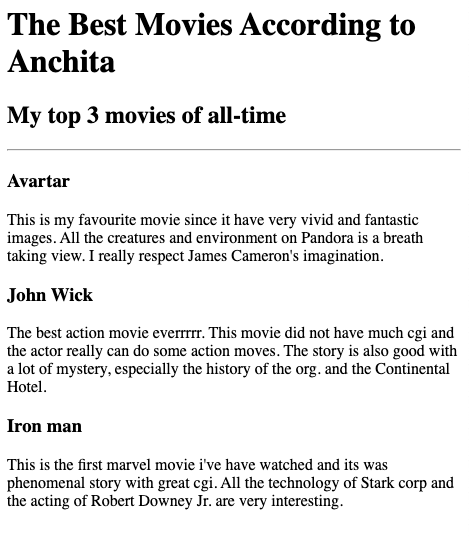 The Best Movies According to
Anchita
My top 3 movies of all-time
Avartar
This is my favourite movie since it have very vivid and fantastic
images. All the creatures and environment on Pandora is a breath
taking view. I really respect James Cameron's imagination.
John Wick
The best action movie everrrrr. This movie did not have much cgi and
the actor really can do some action moves. The story is also good with
a lot of mystery, especially the history of the org. and the Continental
Hotel.
Iron man
This is the first marvel movie i've have watched and its was
phenomenal story with great cgi. All the technology of Stark corp and
the acting of Robert Downey Jr. are very interesting.